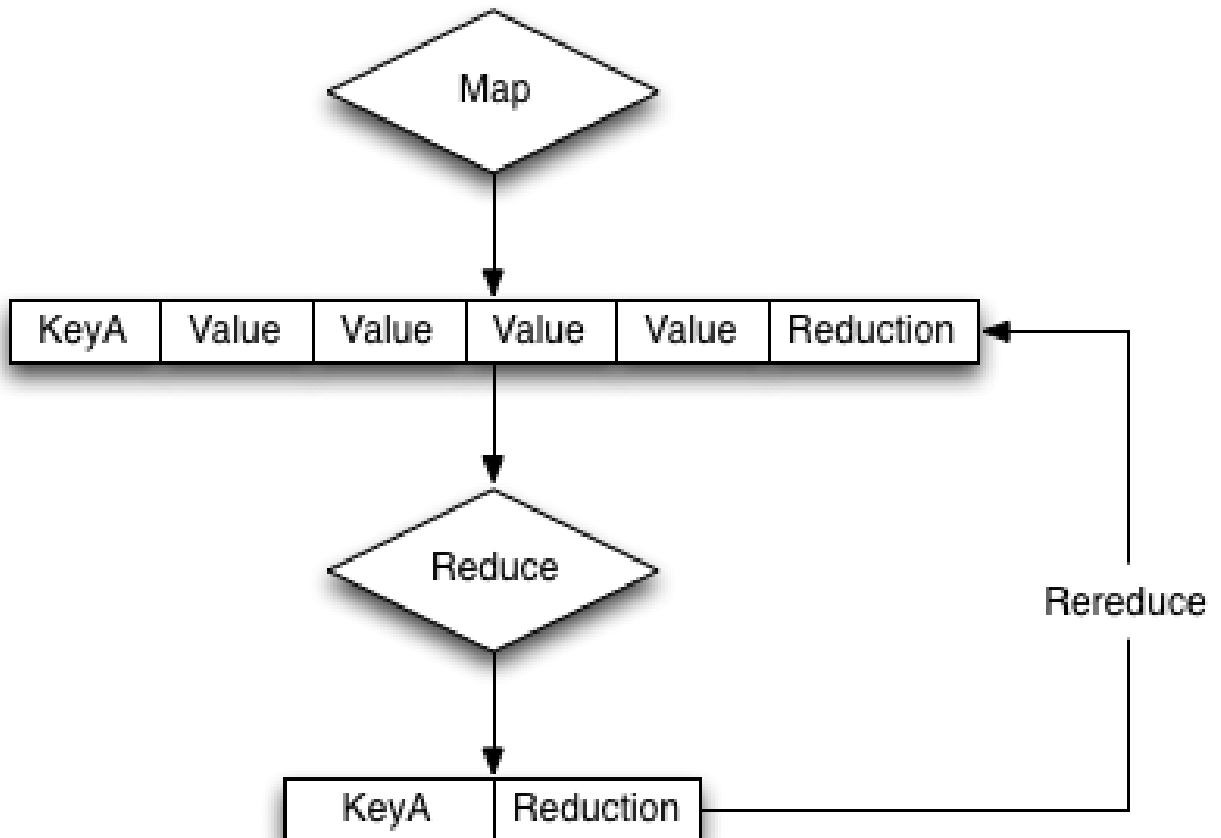 Map
KeyA Value Value Value Value Reduction
Reduce
Rereduce
KeyA Reduction